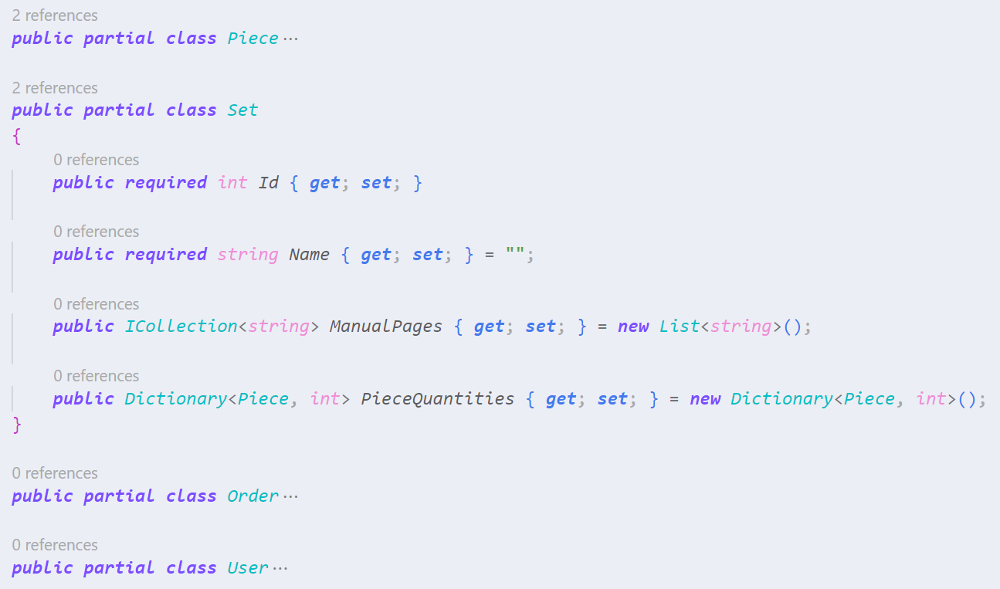 2 references
public partial class Piece ···
2 references
public partial class Set
{
0 references
public required int Id { get; set; }
0 references
public required string Name { get; set; } = "";
0 references
public ICollection<string> ManualPages { get; set; } = new List<string>();
0 references
public Dictionary<Piece, int> PieceQuantities { get; set; } = new Dictionary<Piece, int>();
}
0 references
public partial class Order ···
0 references
public partial class User ···